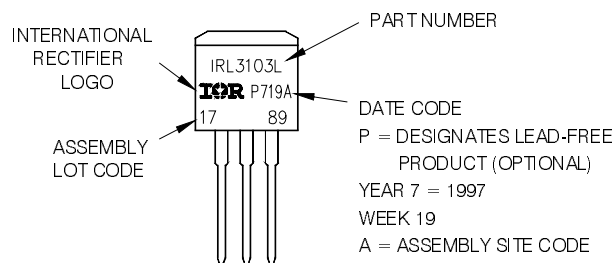 INTERNATIONAL
RECTIFIER
LOGO
PART NUMBER
IRL3103L
IOR P719A
17 89
ASSEMBLY
LOT CODE
DATE CODE
P = DESIGNATES LEAD-FREE
PRODUCT (OPTIONAL)
YEAR 7 = 1997
WEEK 19
A = ASSEMBLY SITE CODE